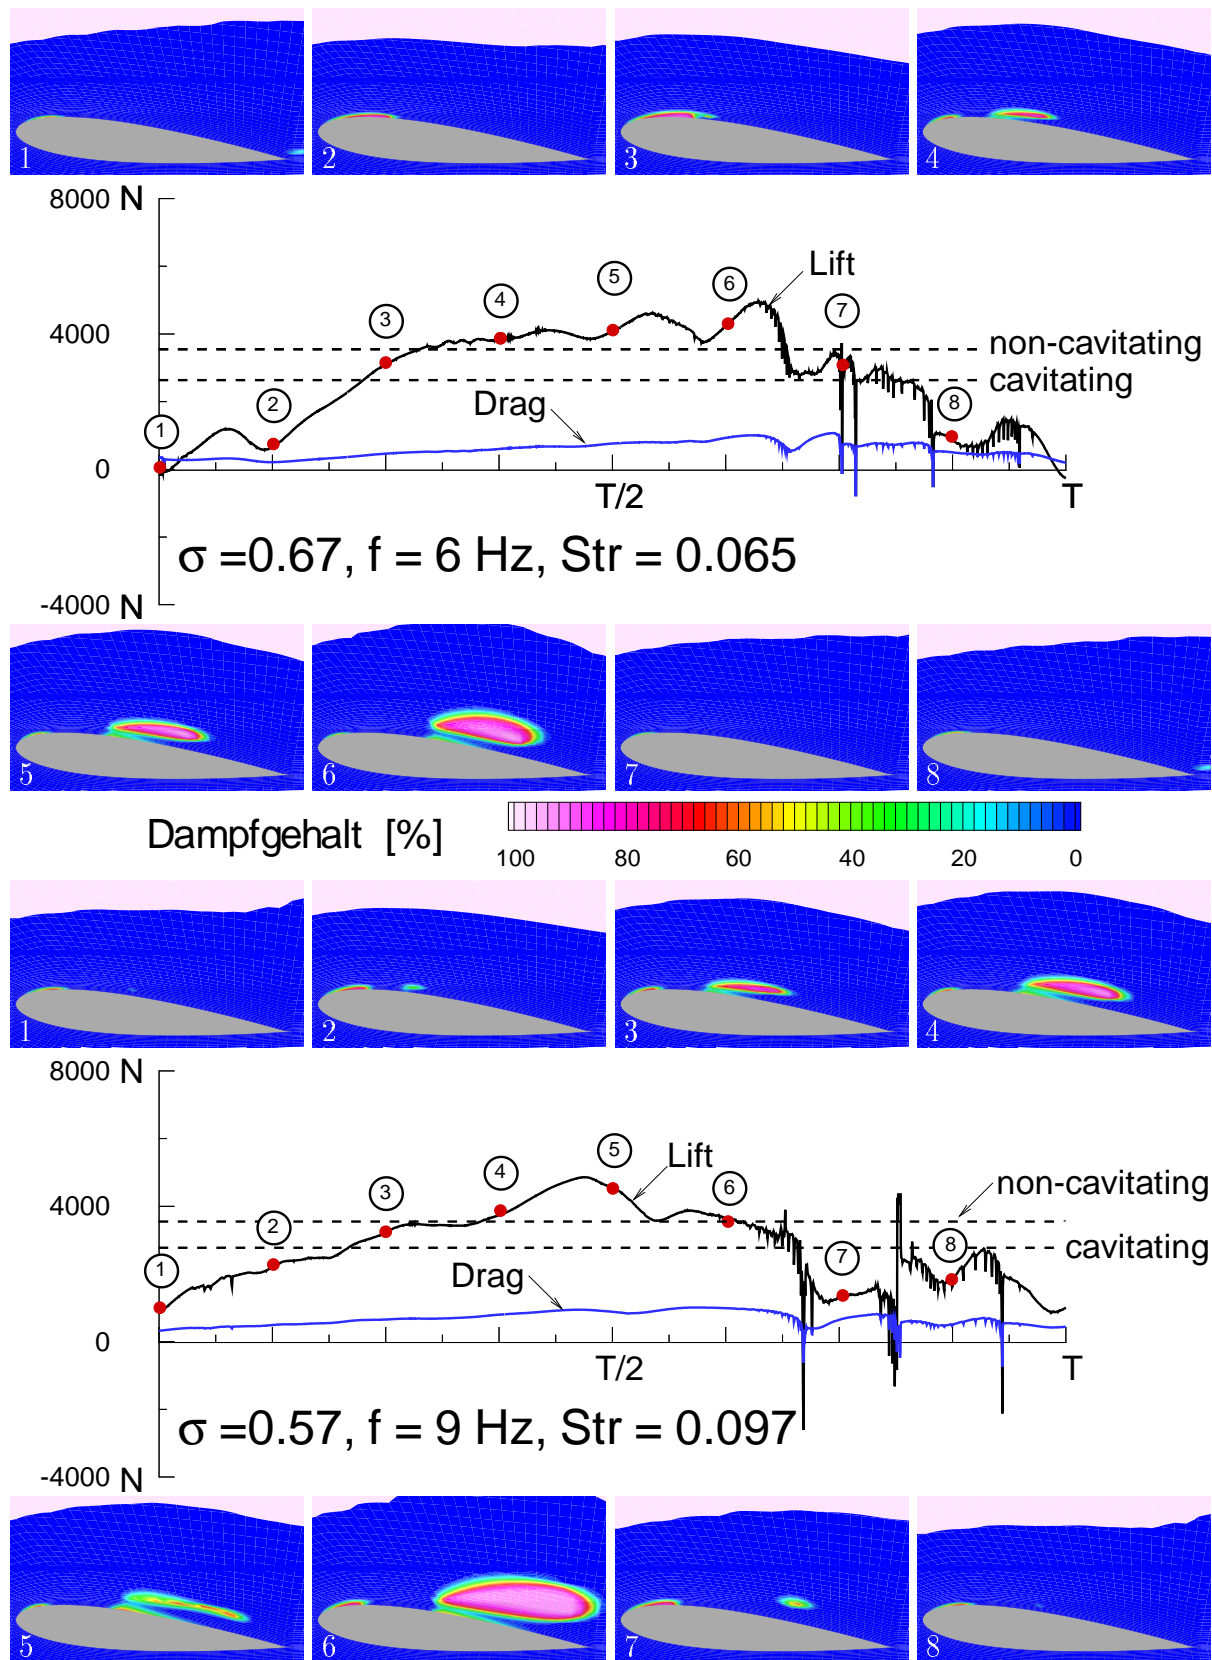 1
2
3
4
8000 N
Lift
6
5
7
4
3
4000
non-cavitating
cavitating
Drag
2
8
1
0
T/2
T
σ =0.67, f = 6 Hz, Str = 0.065
-4000 N
5
6
7
8
Dampfgehalt [%]
100 80 60 40 20 0
1
2
3
4
8000 N
5
Lift
4
6
3
non-cavitating
4000
2
8
cavitating
7
1
Drag
0
T/2
T
σ =0.57, f = 9 Hz, Str = 0.097
-4000 N
5
6
7
8